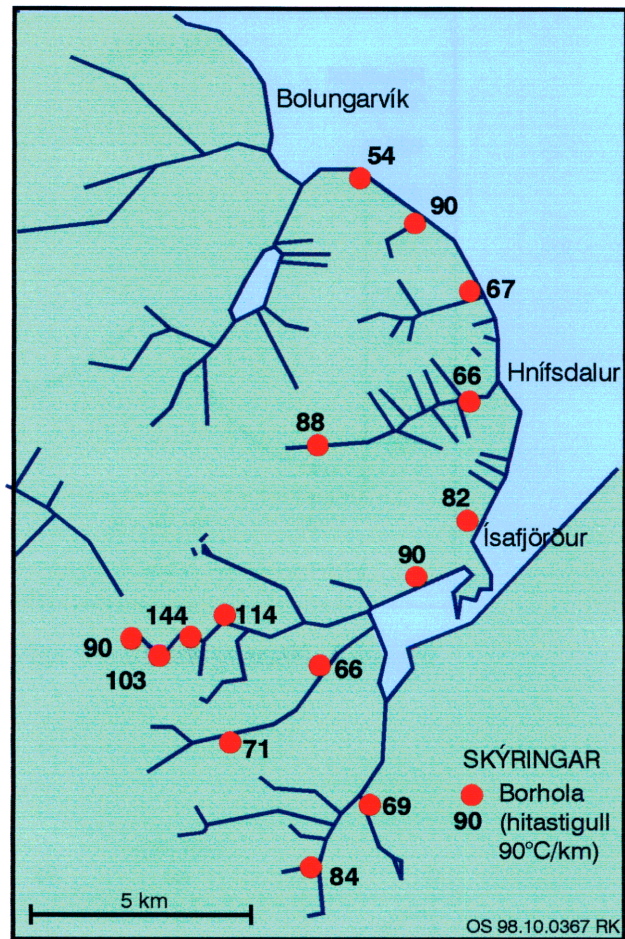 Bolungarvík
54
90
67
Hnífsdalur
66
88
82
Ísafjörður
90
144
114
90
103
66
71
SKÝRINGAR
Borhola
90 (hitastigull
90°C/km)
69
84
5 km
OS 98.10.0367 RK